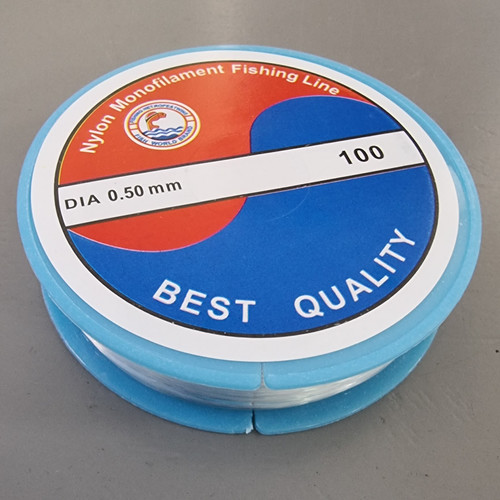 Nylon Monofilament Fishing Line
DIA 0.50 mm
100
BEST QUALITY